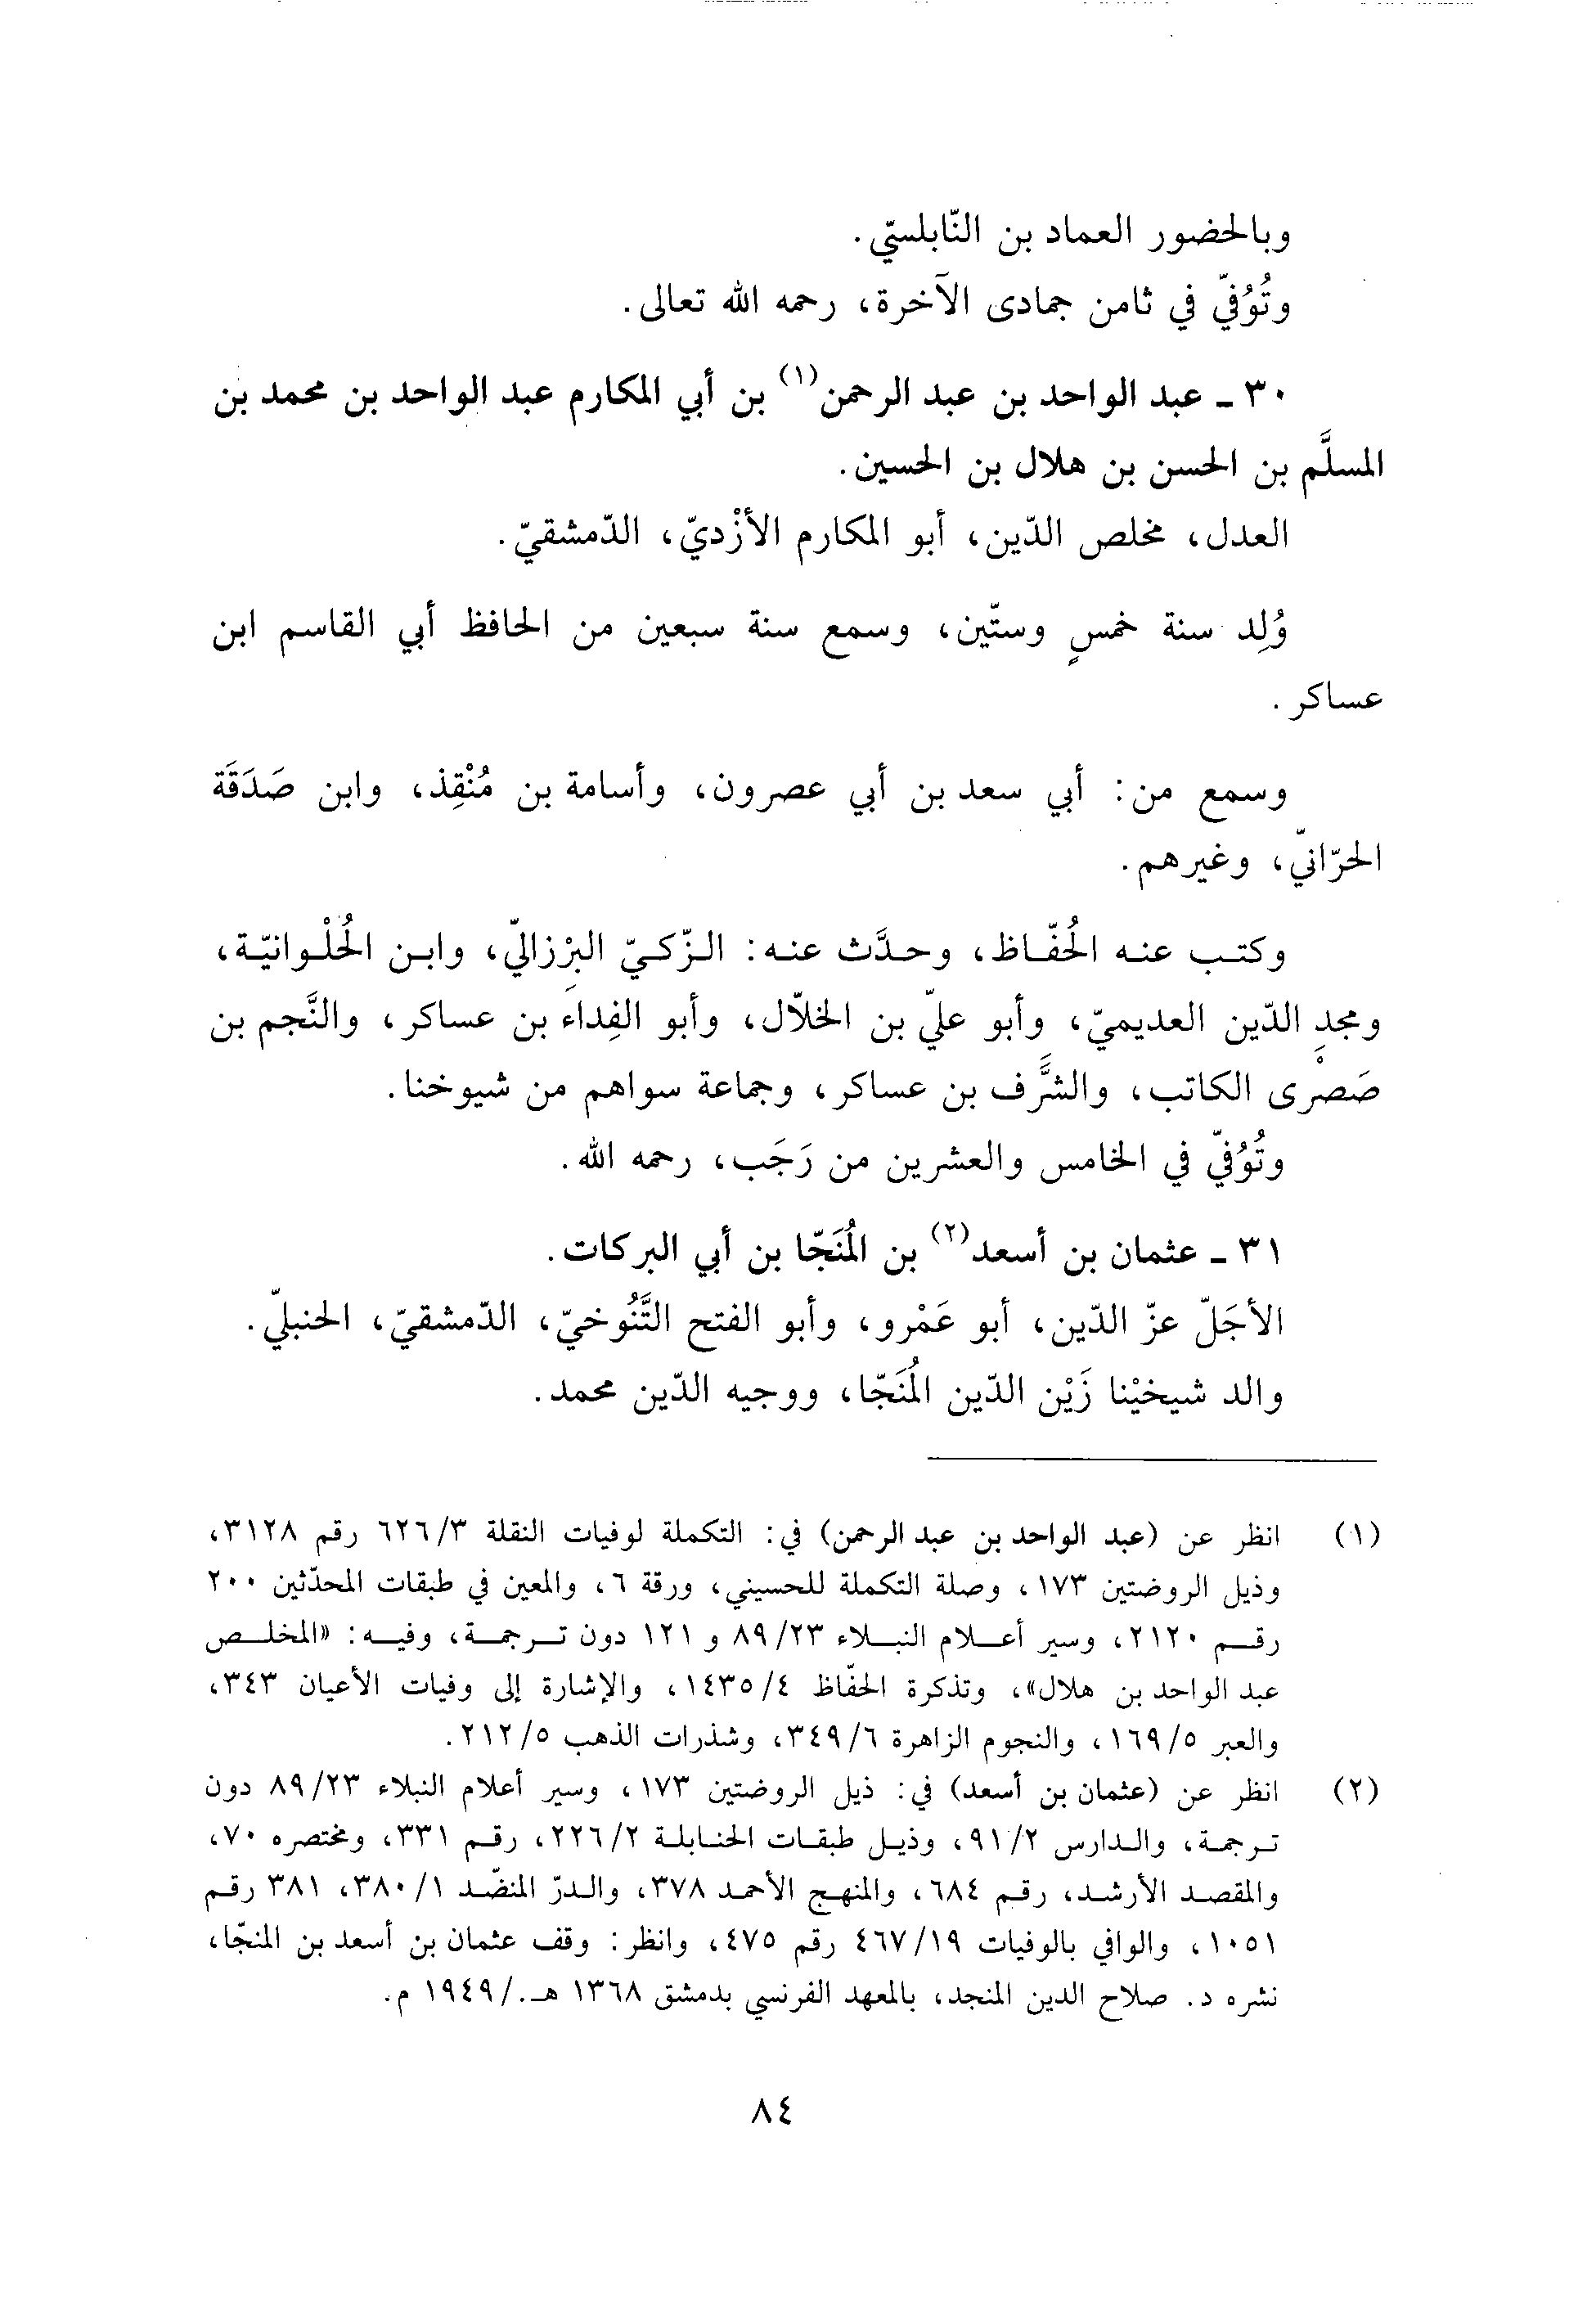 وبالحضور العماد بن النّابلسيّ.
وتُوُفيّ في ثامن جمادى الآخرة، رحمه الله تعالى.
٣٠ ـ عبد الواحد بن عبد الرحمن(١) بن أبي المكارم عبد الواحد بن محمد بن
المسلَّم بن الحسن بن هلال بن الحسين.
العدل، مخلص الدّين، أبو المكارم الأزْديّ، الدّمشقيّ.
وُلِد سنة خمسٍ وستّين، وسمع سنة سبعين من الحافظ أبي القاسم ابن
عساكر.
وسمع من: أبي سعد بن أبي عصرون، وأسامة بن مُنْقِذ، وابن صَدَقَة
الحرّانيّ، وغيرهم.
وكتب عنه الحُفّاظ، وحدَّث عنه: الزّكيّ البِرْزاليّ، وابن الحُلْوانيّة،
ومجدِ الدّين العديميّ، وأبو عليّ بن الخلاّل، وأبو الفِداء بن عساكر، والنَّجم بن
صَصْرَى الكاتب، والشَّرَف بن عساكر، وجماعة سواهم من شيوخنا.
وتُوُفيّ في الخامس والعشرين من رَجَب، رحمه الله.
٣١ ـ عثمان بن أسعد(٢) بن المُنَجّا بن أبي البركات.
الأجَلّ عزّ الدّين، أبو عَمْرو، وأبو الفتح التَّنُوخيّ، الدّمشقيّ، الحنبليّ.
والد شيخيْنا زَيْن الدّين المُنَجّا، ووجيه الدّين محمد.
(١) انظر عن (عبد الواحد بن عبد الرحمن) في: التكملة لوفيات النقلة ٦٢٦/٣ رقم ٣١٢٨،
وذيل الروضتين ١٧٣، وصلة التكملة للحسيني، ورقة ٦، والمعين في طبقات المحدّثين ٢٠٠
رقم ٢١٢٠، وسير أعلام النبلاء ٨٩/٢٣ و ١٢١ دون ترجمة، وفيه: «المخلص
عبد الواحد بن هلال»، وتذكرة الحفّاظ ١٤٣٥/٤، والإشارة إلى وفيات الأعيان ٣٤٣،
والعبر ١٦٩/٥، والنجوم الزاهرة ٣٤٩/٦، وشذرات الذهب ٢١٢/٥.
(٢) انظر عن (عثمان بن أسعد) في: ذيل الروضتين ١٧٣، وسير أعلام النبلاء ٨٩/٢٣ دون
ترجمة، والدارس ٩١/٢، وذيل طبقات الحنابلة ٢٢٦/٢، رقم ٣٣١، ومختصره ٧٠،
والمقصد الأرشد، رقم ٦٨٤، والمنهج الأحمد ٣٧٨، والدرّ المنضّد ٣٨٠/١، ٣٨١ رقم
١٠٥١، والوافي بالوفيات ٤٦٧/١٩ رقم ٤٧٥، وانظر: وقف عثمان بن أسعد بن المنجّا،
نشره د. صلاح الدين المنجد، بالمعهد الفرنسي بدمشق ١٣٦٨ هـ./١٩٤٩ م.
٨٤